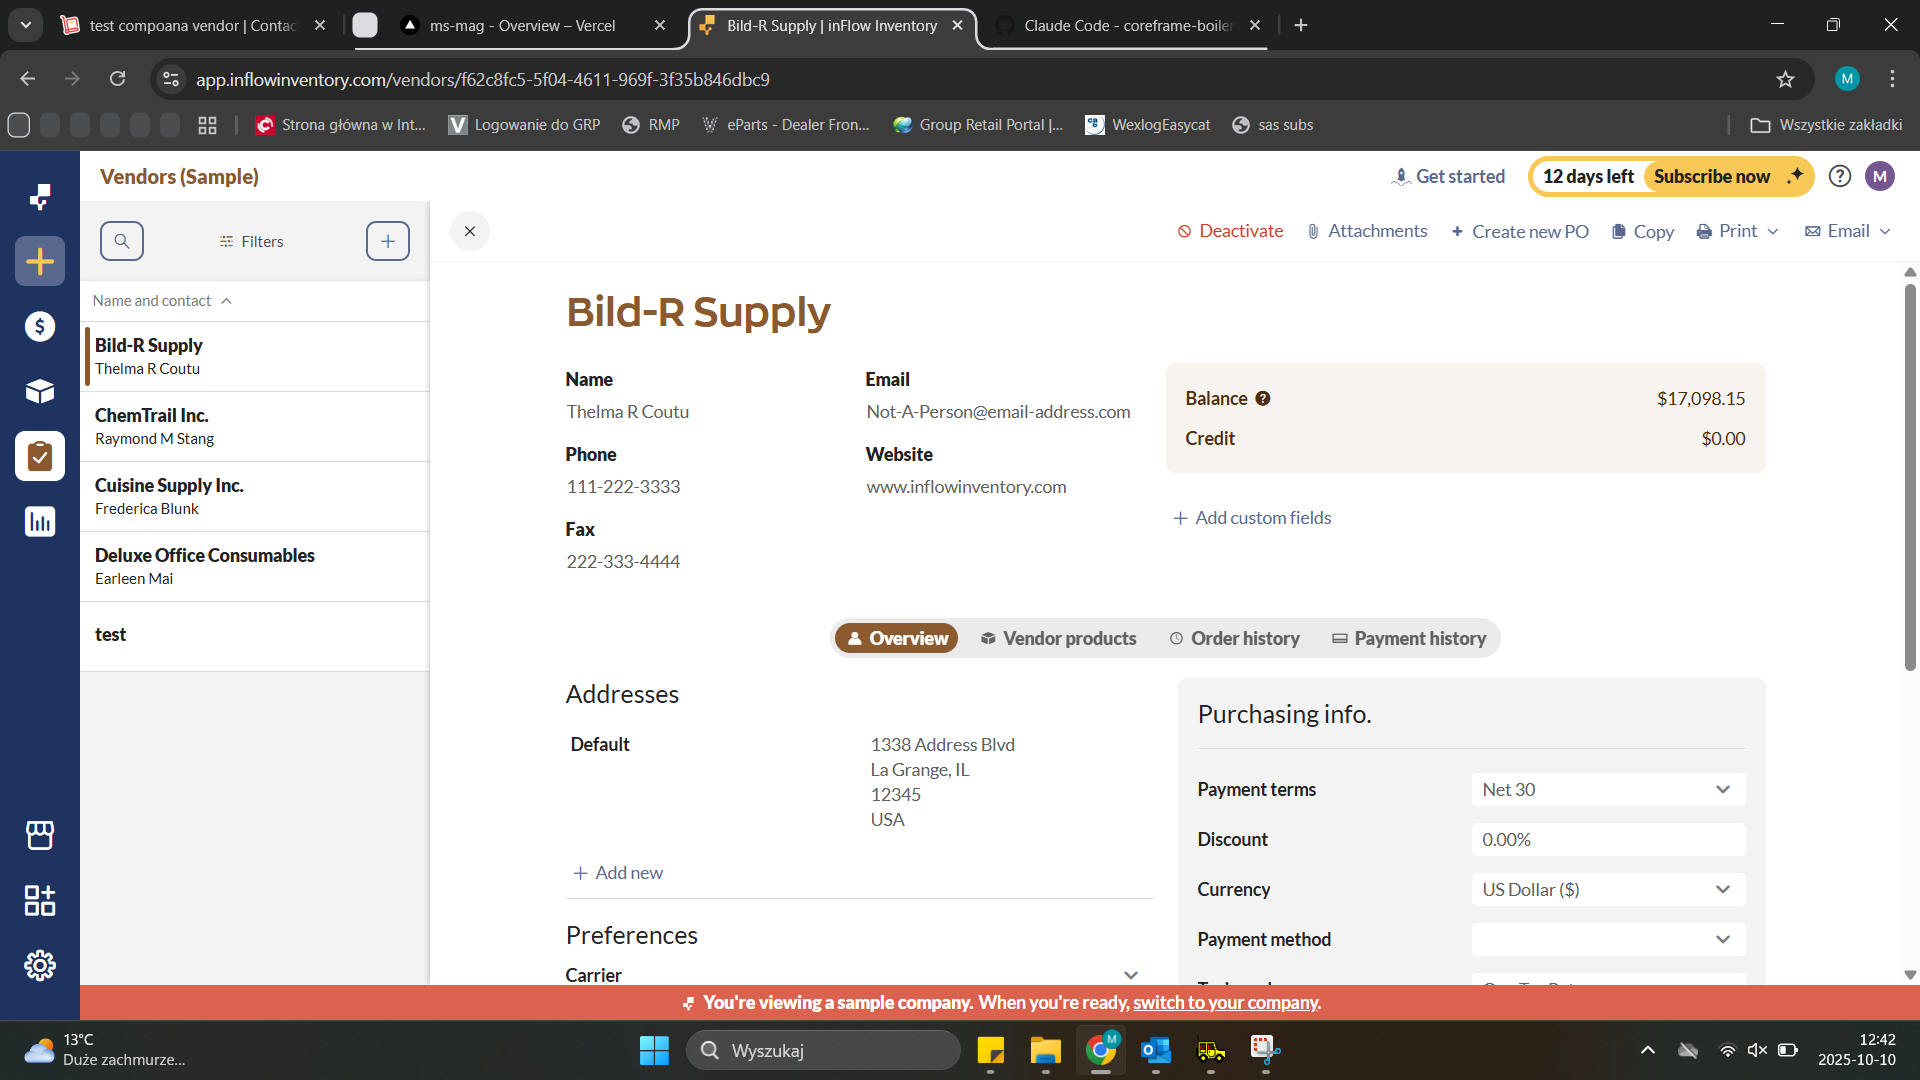 test compoana vendor | Contac
ms-mag - Overview – Vercel
Bild-R Supply | inFlow Inventory
Claude Code - coreframe-boiler
app.inflowinventory.com/vendors/f62c8fc5-5f04-4611-969f-3f35b846dbc9
M
Strona główna w Int...
Logowanie do GRP
RMP
eParts - Dealer Fron...
Group Retail Portal |...
WexlogEasycat
sas subs
Wszystkie zakładki
Vendors (Sample)
Get started
12 days left
Subscribe now
M
Filters
Deactivate
Attachments
Create new PO
Copy
Print
Email
Name and contact
Bild-R Supply
Thelma R Coutu
ChemTrail Inc.
Raymond M Stang
Cuisine Supply Inc.
Frederica Blunk
Deluxe Office Consumables
Earleen Mai
test
Bild-R Supply
Name
Thelma R Coutu
Email
Not-A-Person@email-address.com
Phone
111-222-3333
Website
www.inflowinventory.com
Fax
222-333-4444
Balance
$17,098.15
Credit
$0.00
+ Add custom fields
Overview
Vendor products
Order history
Payment history
Addresses
Default
1338 Address Blvd
La Grange, IL
12345
USA
+ Add new
Preferences
Carrier
Purchasing info.
Payment terms
Net 30
Discount
0.00%
Currency
US Dollar ($)
Payment method
You're viewing a sample company. When you're ready, switch to your company.
13°C
Duże zachmurze...
Wyszukaj
M
12:42
2025-10-10